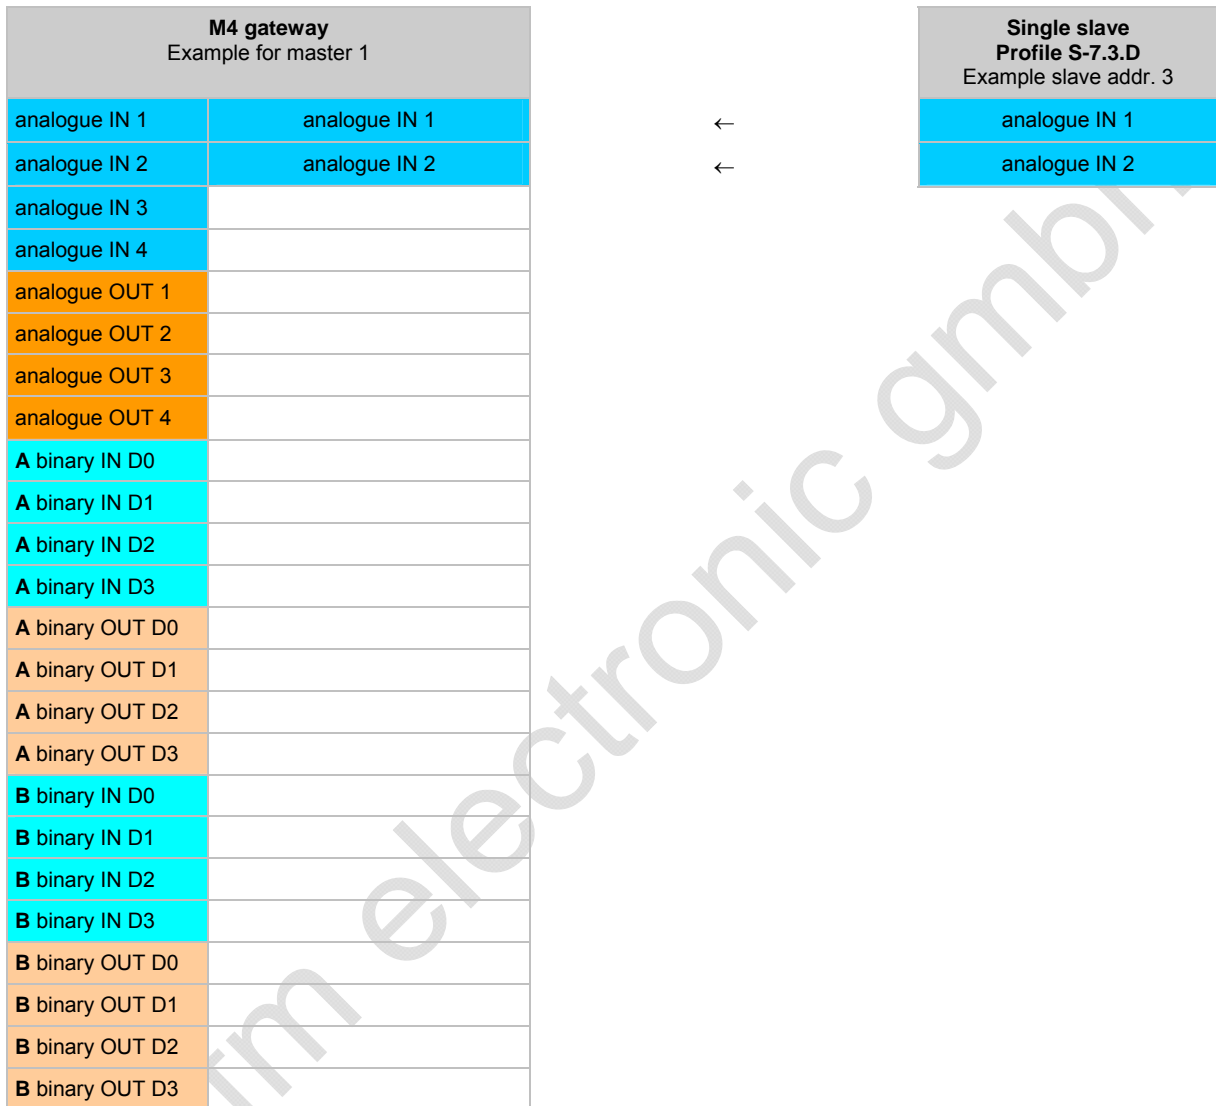 M4 gateway
Example for master 1
Single slave
Profile S-7.3.D
Example slave addr. 3
analogue IN 1 analogue IN 1 ← analogue IN 1
analogue IN 2 analogue IN 2 ← analogue IN 2
analogue IN 3
analogue IN 4
analogue OUT 1
analogue OUT 2
analogue OUT 3
analogue OUT 4
A binary IN D0
A binary IN D1
A binary IN D2
A binary IN D3
A binary OUT D0
A binary OUT D1
A binary OUT D2
A binary OUT D3
B binary IN D0
B binary IN D1
B binary IN D2
B binary IN D3
B binary OUT D0
B binary OUT D1
B binary OUT D2
B binary OUT D3
electronic